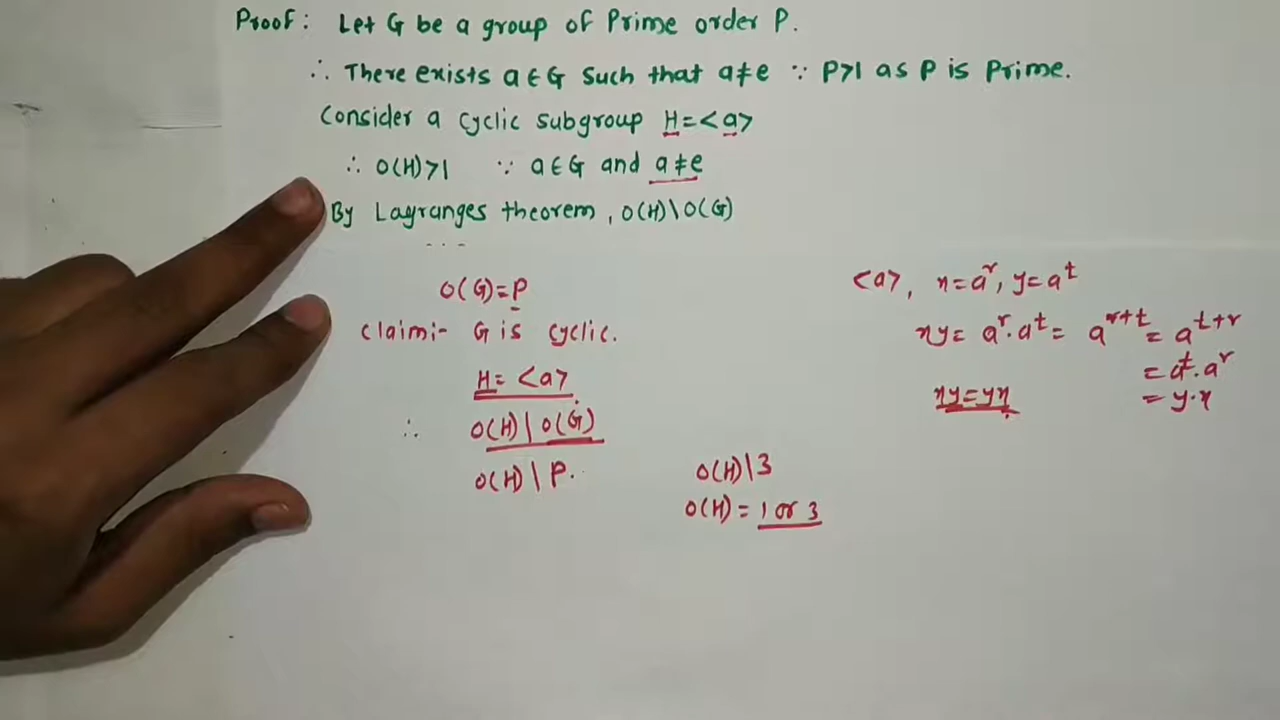 Proof: Let G be a group of Prime order P.
∴ There exists a∈G Such that a≠e ∵ P>1 as P is Prime.
Consider a cyclic subgroup H=<a>
∴ O(H)>1 ∵ a∈G and a≠e
By Lagranges theorem, O(H)\O(G)
O(G)=P
Claim:- G is cyclic.
H=<a>
∴ O(H)\O(G)
O(H)\P.
O(H)\3
O(H)=1 or 3
<a>, x=a^r, y=a^t
xy=a^r.a^t=a^r+t=a^t+r
=a^t.a^r
xy=yx =y.x